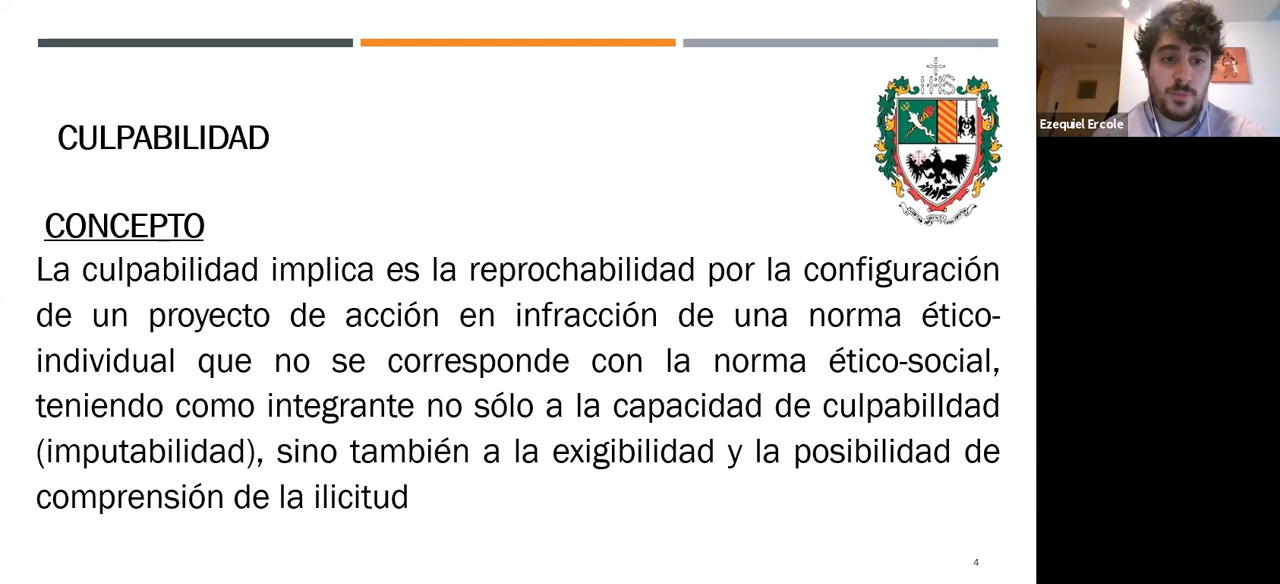 CULPABILIDAD
CONCEPTO
La culpabilidad implica es la reprochabilidad por la configuración
de un proyecto de acción en infracción de una norma ético-
individual que no se corresponde con la norma ético-social,
teniendo como integrante no sólo a la capacidad de culpabilIdad
(imputabilidad), sino también a la exigibilidad y la posibilidad de
comprensión de la ilicitud
4
Ezequiel Ercole